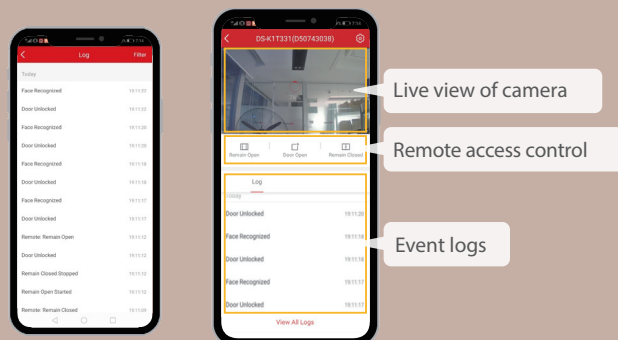 Log
Filter
Today
Face Recognized 19:11:20
Door Unlocked 19:11:20
Face Recognized 19:11:20
Door Unlocked 19:11:20
Face Recognized 19:11:18
Door Unlocked 19:11:18
Face Recognized 19:11:17
Door Unlocked 19:11:17
Remote: Remain Open 19:11:12
Door Unlocked 19:11:12
Remain Closed Stopped 19:11:12
Remain Open Started 19:11:12
Remote: Remain Closed 19:11:09
DS-K1T331(D50743038)
Remain Open
Door Open
Remain Closed
Log
Today
Door Unlocked 19:11:20
Face Recognized 19:11:18
Door Unlocked 19:11:18
Face Recognized 19:11:17
Door Unlocked 19:11:17
View All Logs
Live view of camera
Remote access control
Event logs